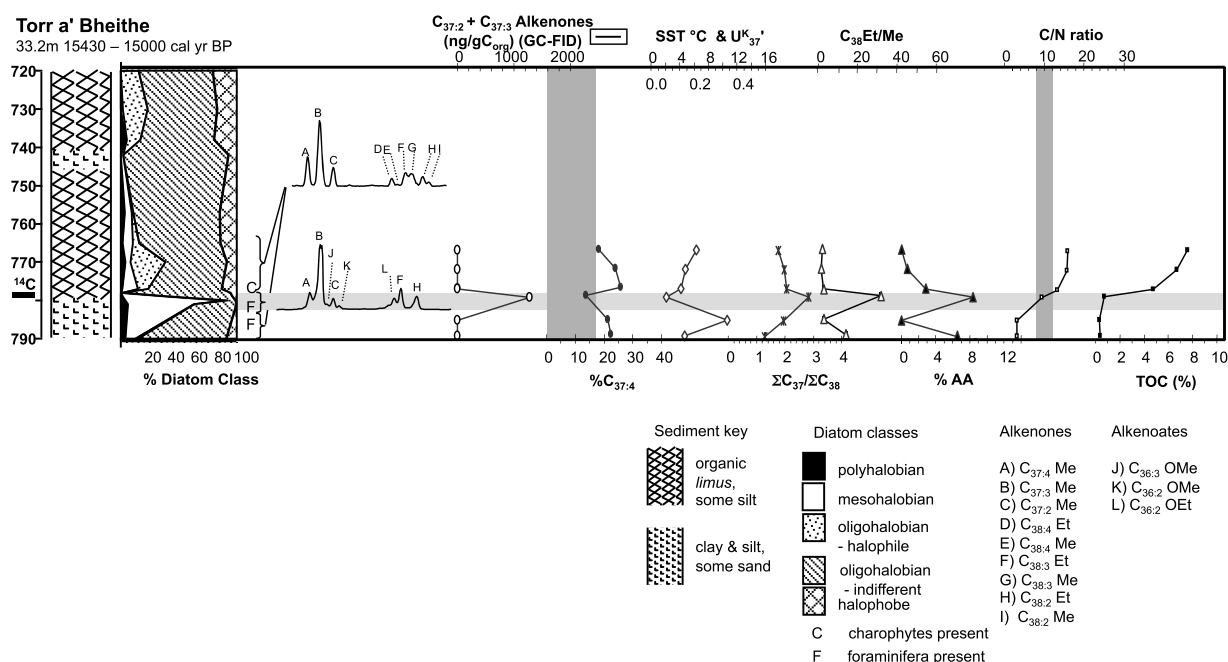 Torr a' Bheithe
33.2m 15430 – 15000 cal yr BP
C37:2 + C37:3 Alkenones
(ng/gCorg) (GC-FID)
SST °C & UK37'
C38Et/Me
C/N ratio
0 1000 2000
0 4 8 12 16
0 20 40 60
0 10 20 30
0.0 0.2 0.4
720
730
740
750
760
770
14C
790
B
A
C
D E F G H I
B
J
K
A
C
L
F
H
C
F
F
20 40 60 80 100
% Diatom Class
0 10 20 30 40
%C37:4
0 1 2 3 4
ΣC37/ΣC38
0 4 8 12
% AA
0 2 4 6 8 10
TOC (%)
Sediment key
organic
limus,
some silt
clay & silt,
some sand
Diatom classes
polyhalobian
mesohalobian
oligohalobian
- halophile
oligohalobian
- indifferent
halophobe
C charophytes present
F foraminifera present
Alkenones
A) C37:4 Me
B) C37:3 Me
C) C37:2 Me
D) C38:4 Et
E) C38:4 Me
F) C38:3 Et
G) C38:3 Me
H) C38:2 Et
I) C38:2 Me
Alkenoates
J) C36:3 OMe
K) C36:2 OMe
L) C36:2 OEt